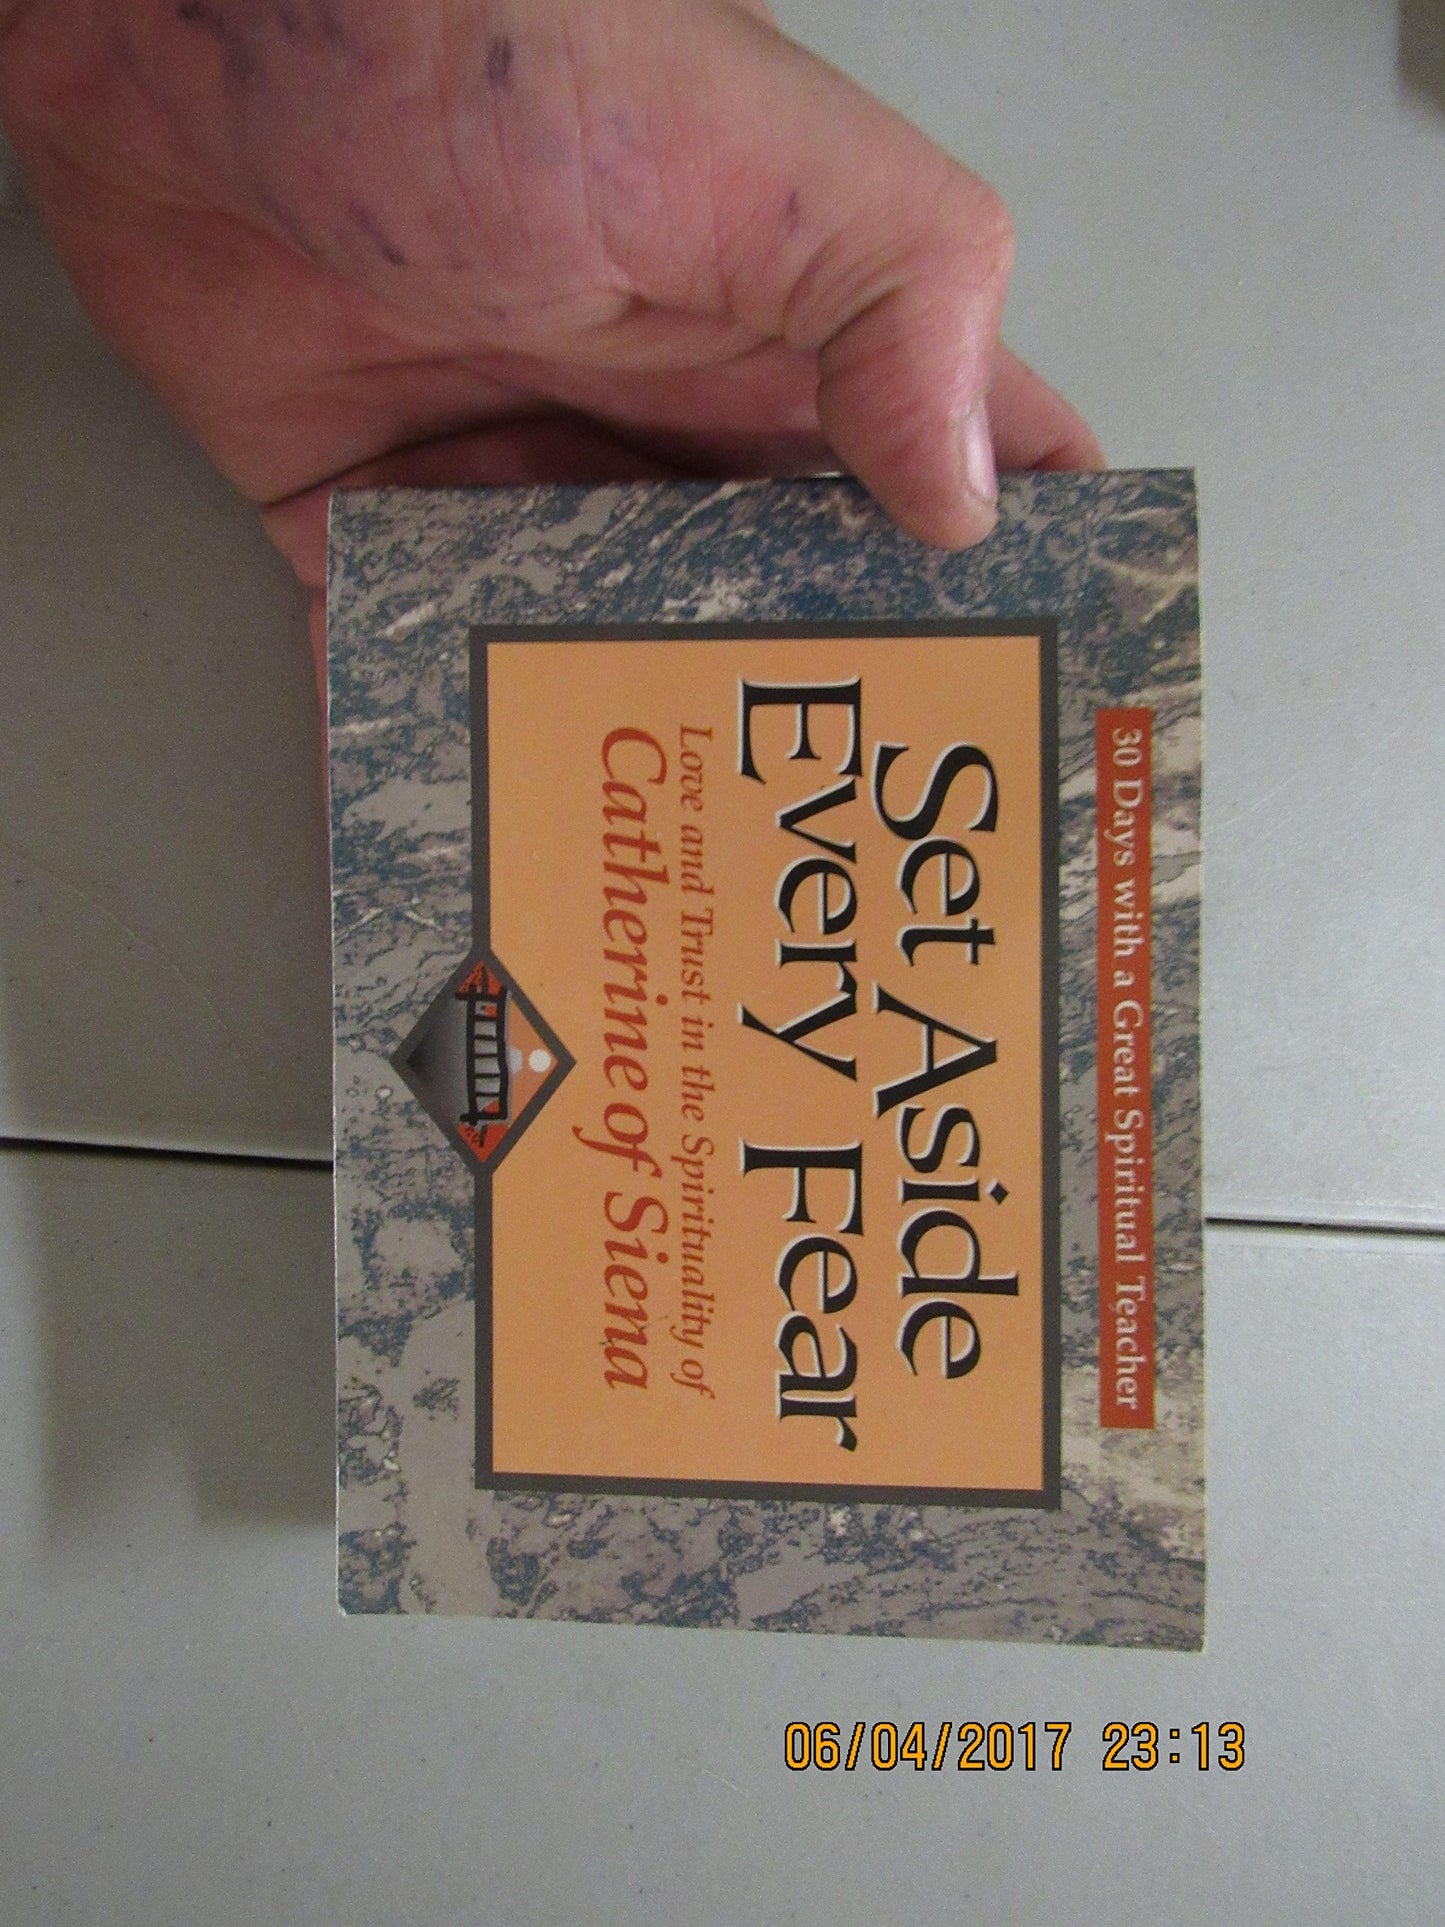 30 Days with a Great Spiritual Teacher
Set Aside
Every Fear
Love and Trust in the Spirituality of
Catherine of Siena
06/04/2017 23:13